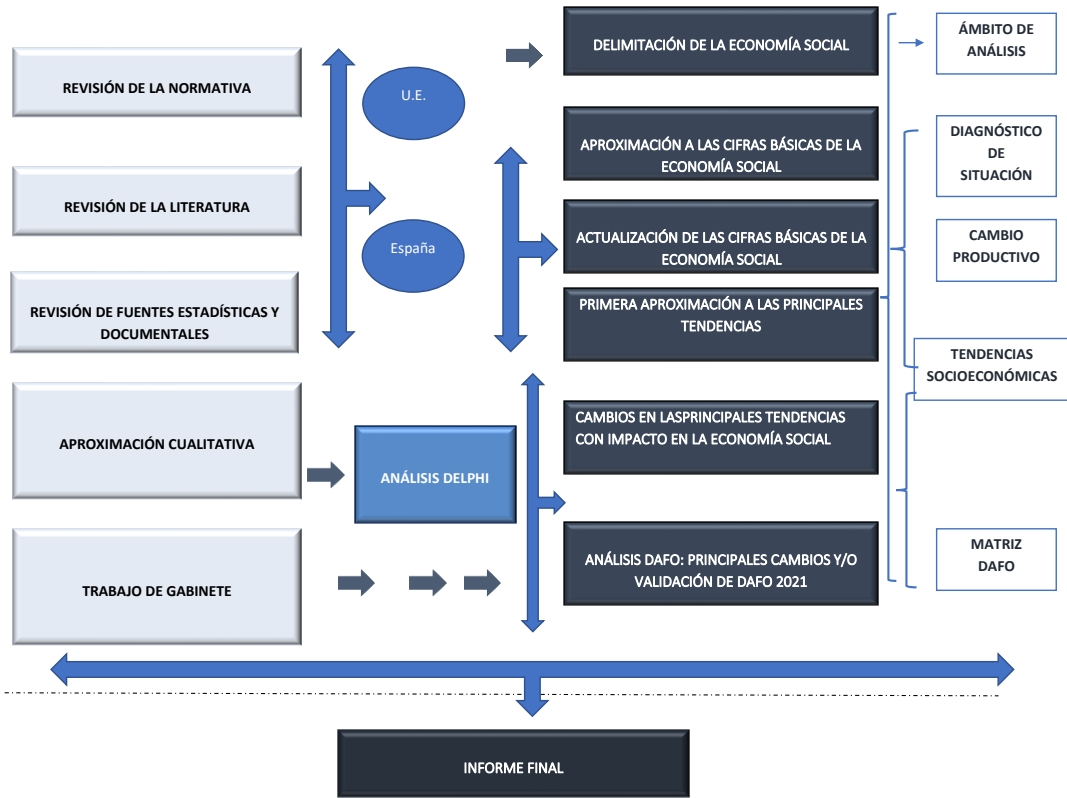 REVISIÓN DE LA NORMATIVA
REVISIÓN DE LA LITERATURA
REVISIÓN DE FUENTES ESTADÍSTICAS Y
DOCUMENTALES
APROXIMACIÓN CUALITATIVA
TRABAJO DE GABINETE
U.E.
España
ANÁLISIS DELPHI
DELIMITACIÓN DE LA ECONOMÍA SOCIAL
APROXIMACIÓN A LAS CIFRAS BÁSICAS DE LA
ECONOMÍA SOCIAL
ACTUALIZACIÓN DE LAS CIFRAS BÁSICAS DE LA
ECONOMÍA SOCIAL
PRIMERA APROXIMACIÓN A LAS PRINCIPALES
TENDENCIAS
CAMBIOS EN LASPRINCIPALES TENDENCIAS
CON IMPACTO EN LA ECONOMÍA SOCIAL
ANÁLISIS DAFO: PRINCIPALES CAMBIOS Y/O
VALIDACIÓN DE DAFO 2021
ÁMBITO DE
ANÁLISIS
DIAGNÓSTICO
DE
SITUACIÓN
CAMBIO
PRODUCTIVO
TENDENCIAS
SOCIOECONÓMICAS
MATRIZ
DAFO
INFORME FINAL